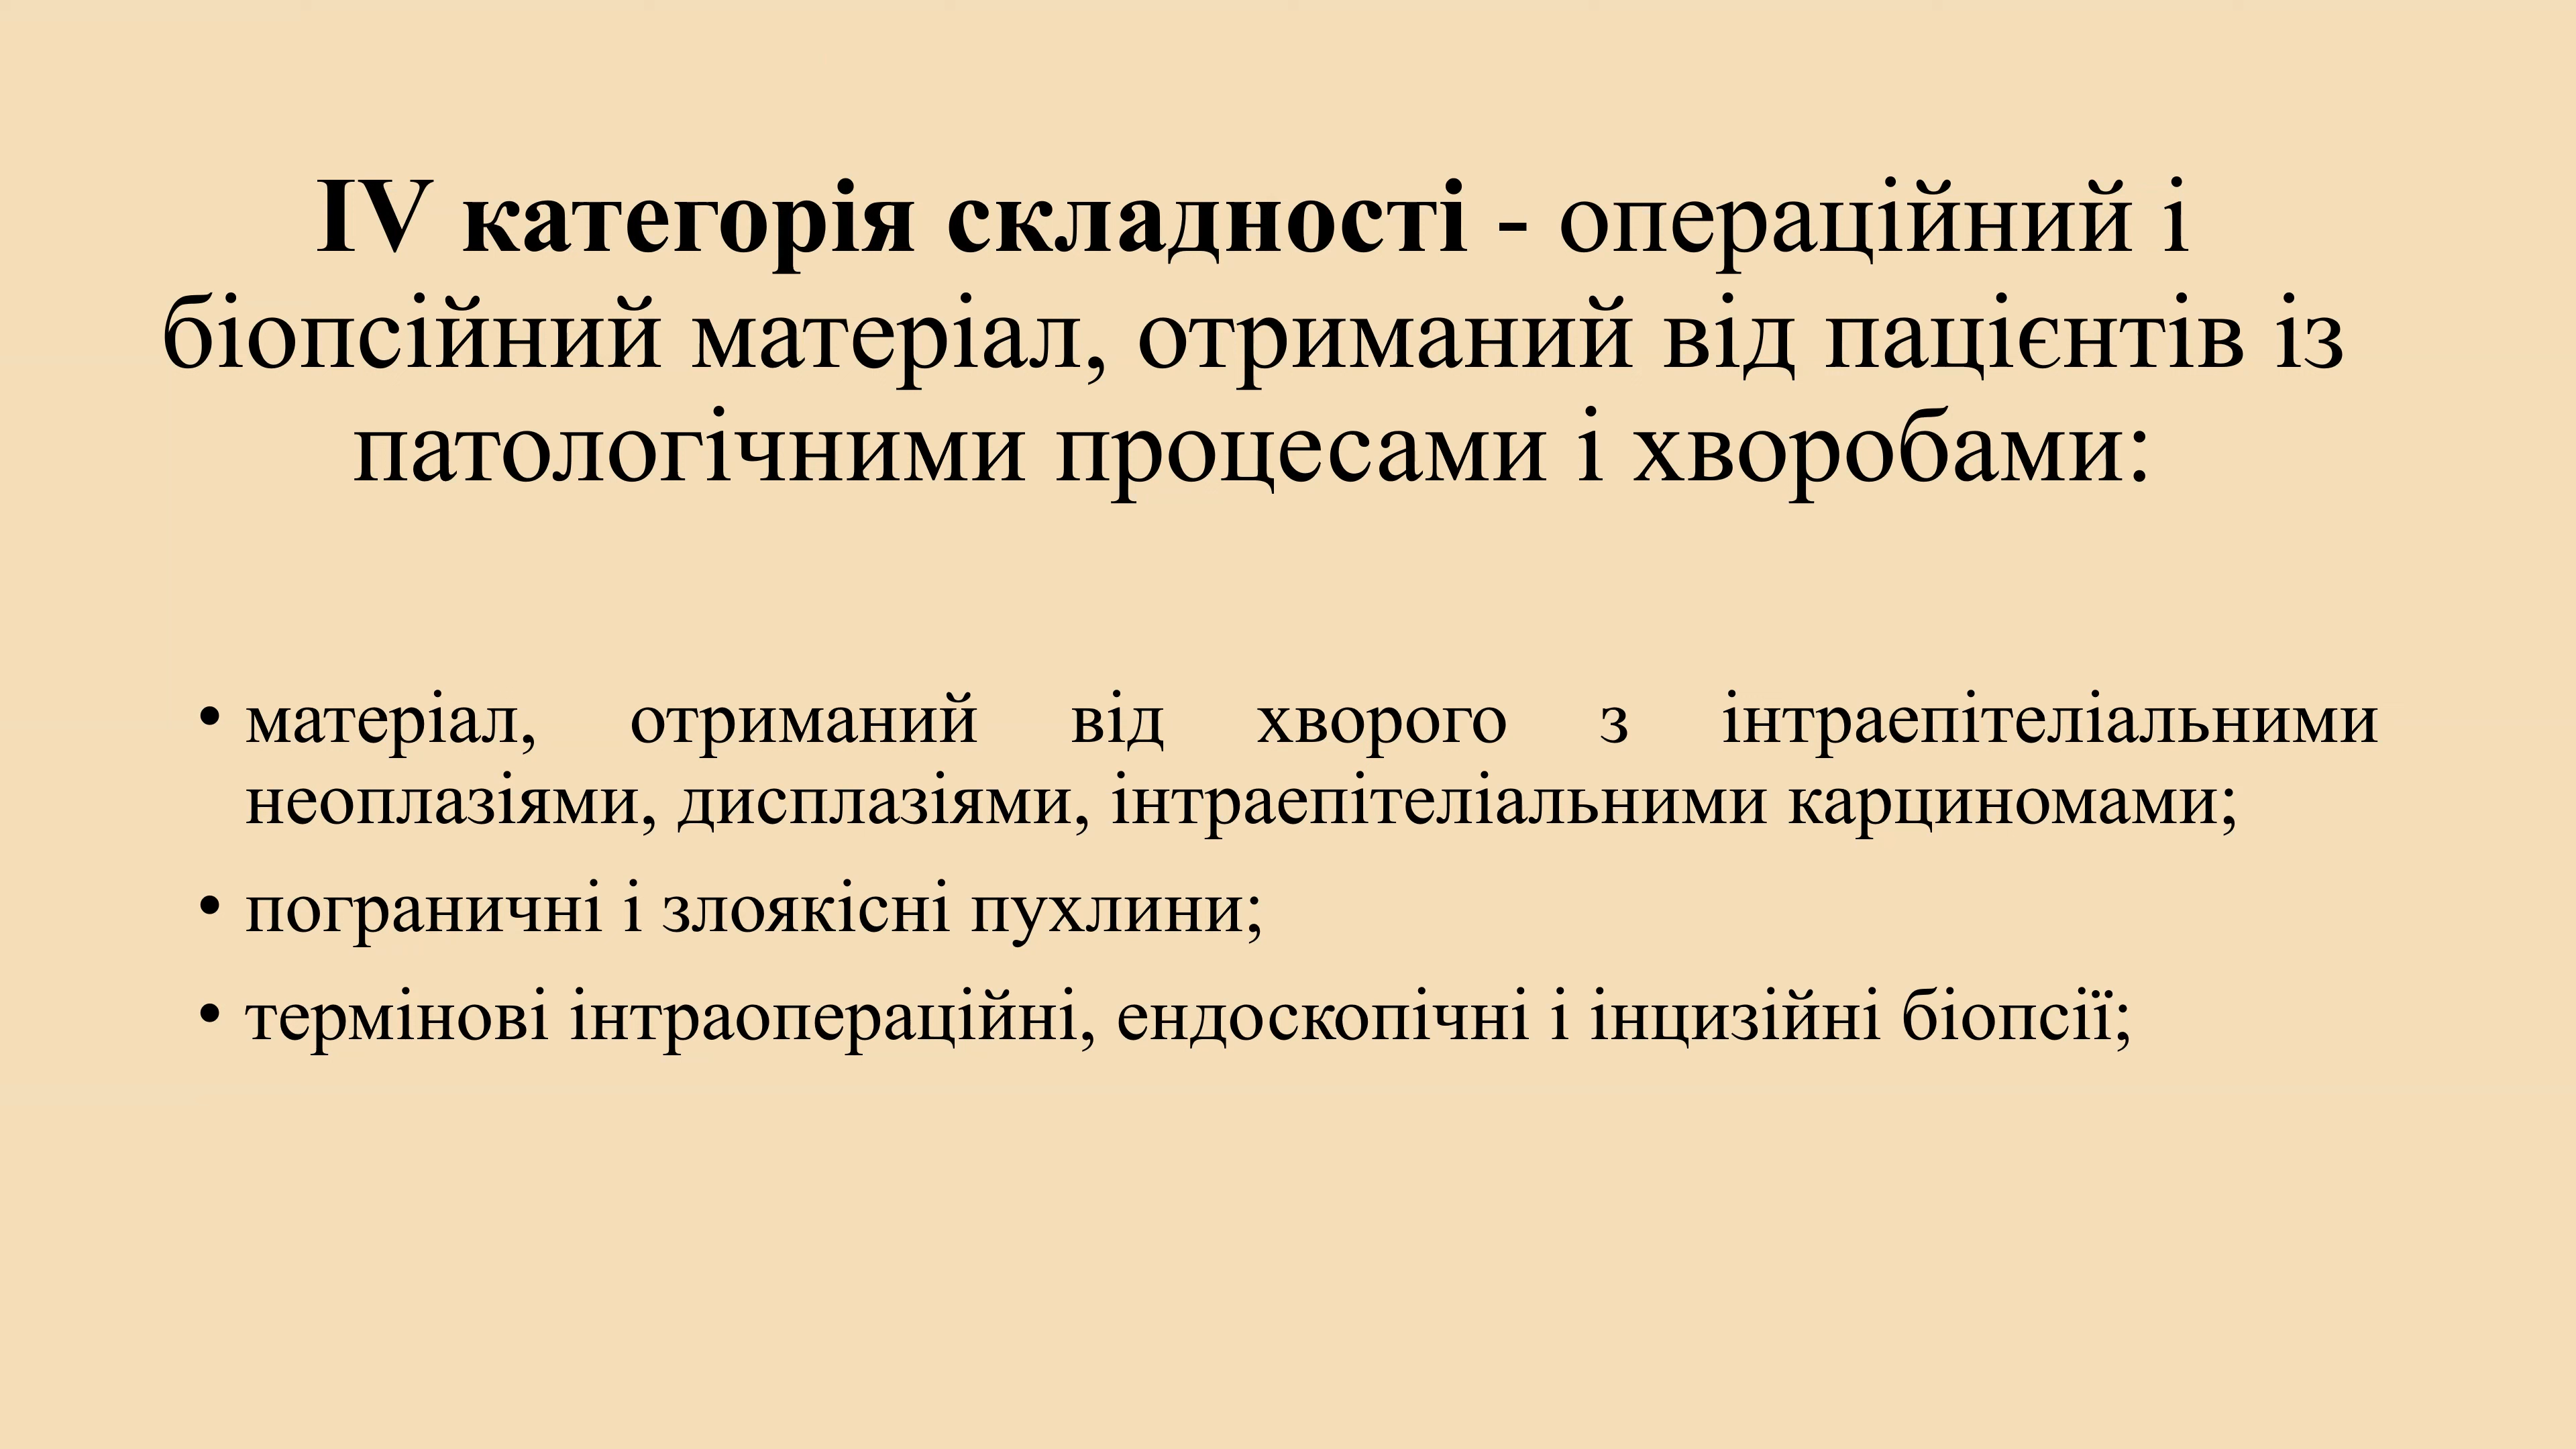 IV категорія складності - операційний і
біопсійний матеріал, отриманий від пацієнтів із
патологічними процесами і хворобами:
• матеріал, отриманий від хворого з інтраепітеліальними
неоплазіями, дисплазіями, інтраепітеліальними карциномами;
• пограничні і злоякісні пухлини;
• термінові інтраопераційні, ендоскопічні і інцизійні біопсії;